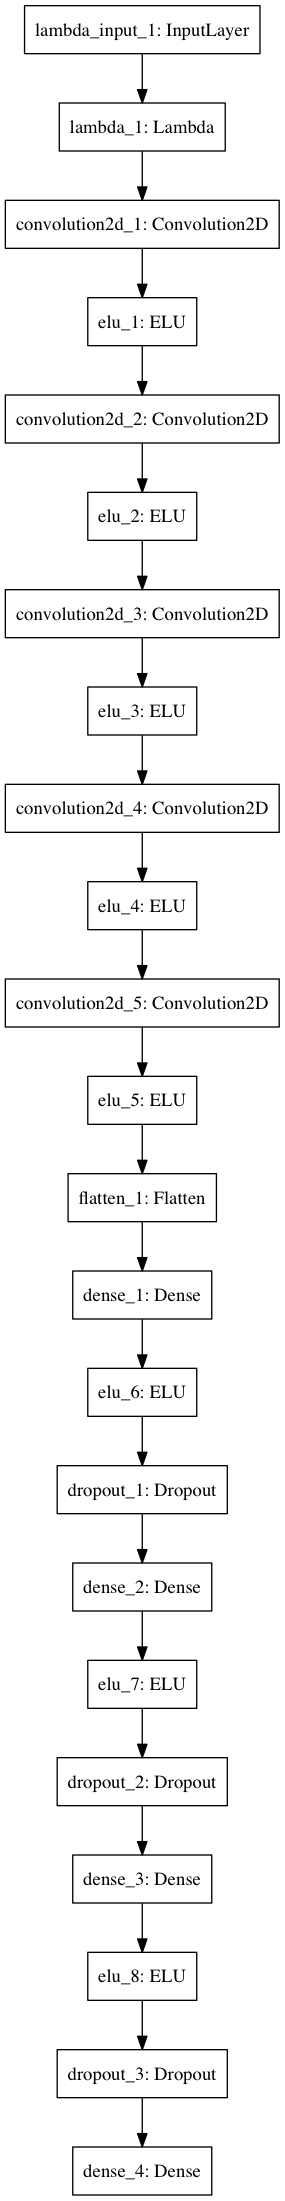 lambda_input_1: InputLayer
lambda_1: Lambda
convolution2d_1: Convolution2D
elu_1: ELU
convolution2d_2: Convolution2D
elu_2: ELU
convolution2d_3: Convolution2D
elu_3: ELU
convolution2d_4: Convolution2D
elu_4: ELU
convolution2d_5: Convolution2D
elu_5: ELU
flatten_1: Flatten
dense_1: Dense
elu_6: ELU
dropout_1: Dropout
dense_2: Dense
elu_7: ELU
dropout_2: Dropout
dense_3: Dense
elu_8: ELU
dropout_3: Dropout
dense_4: Dense